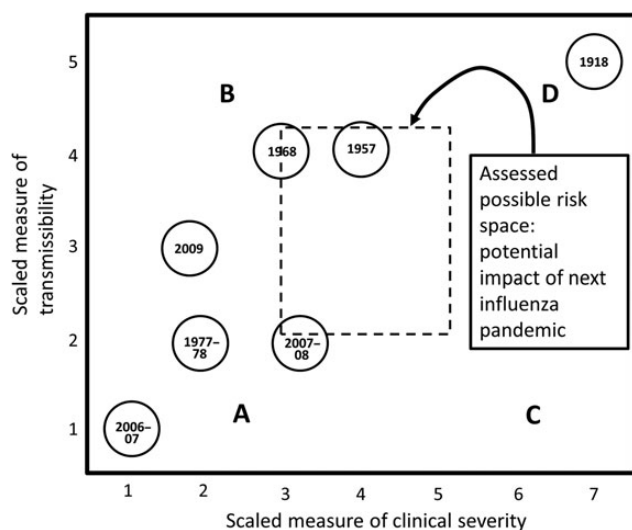 5
1918
B
D
4
1968
1957
Assessed
possible risk
space:
potential
impact of next
influenza
pandemic
Scaled measure of
transmissibility
3
2009
2
1977–
78
2007–
08
A
C
1
2006–
07
1
2
3
4
5
6
7
Scaled measure of clinical severity